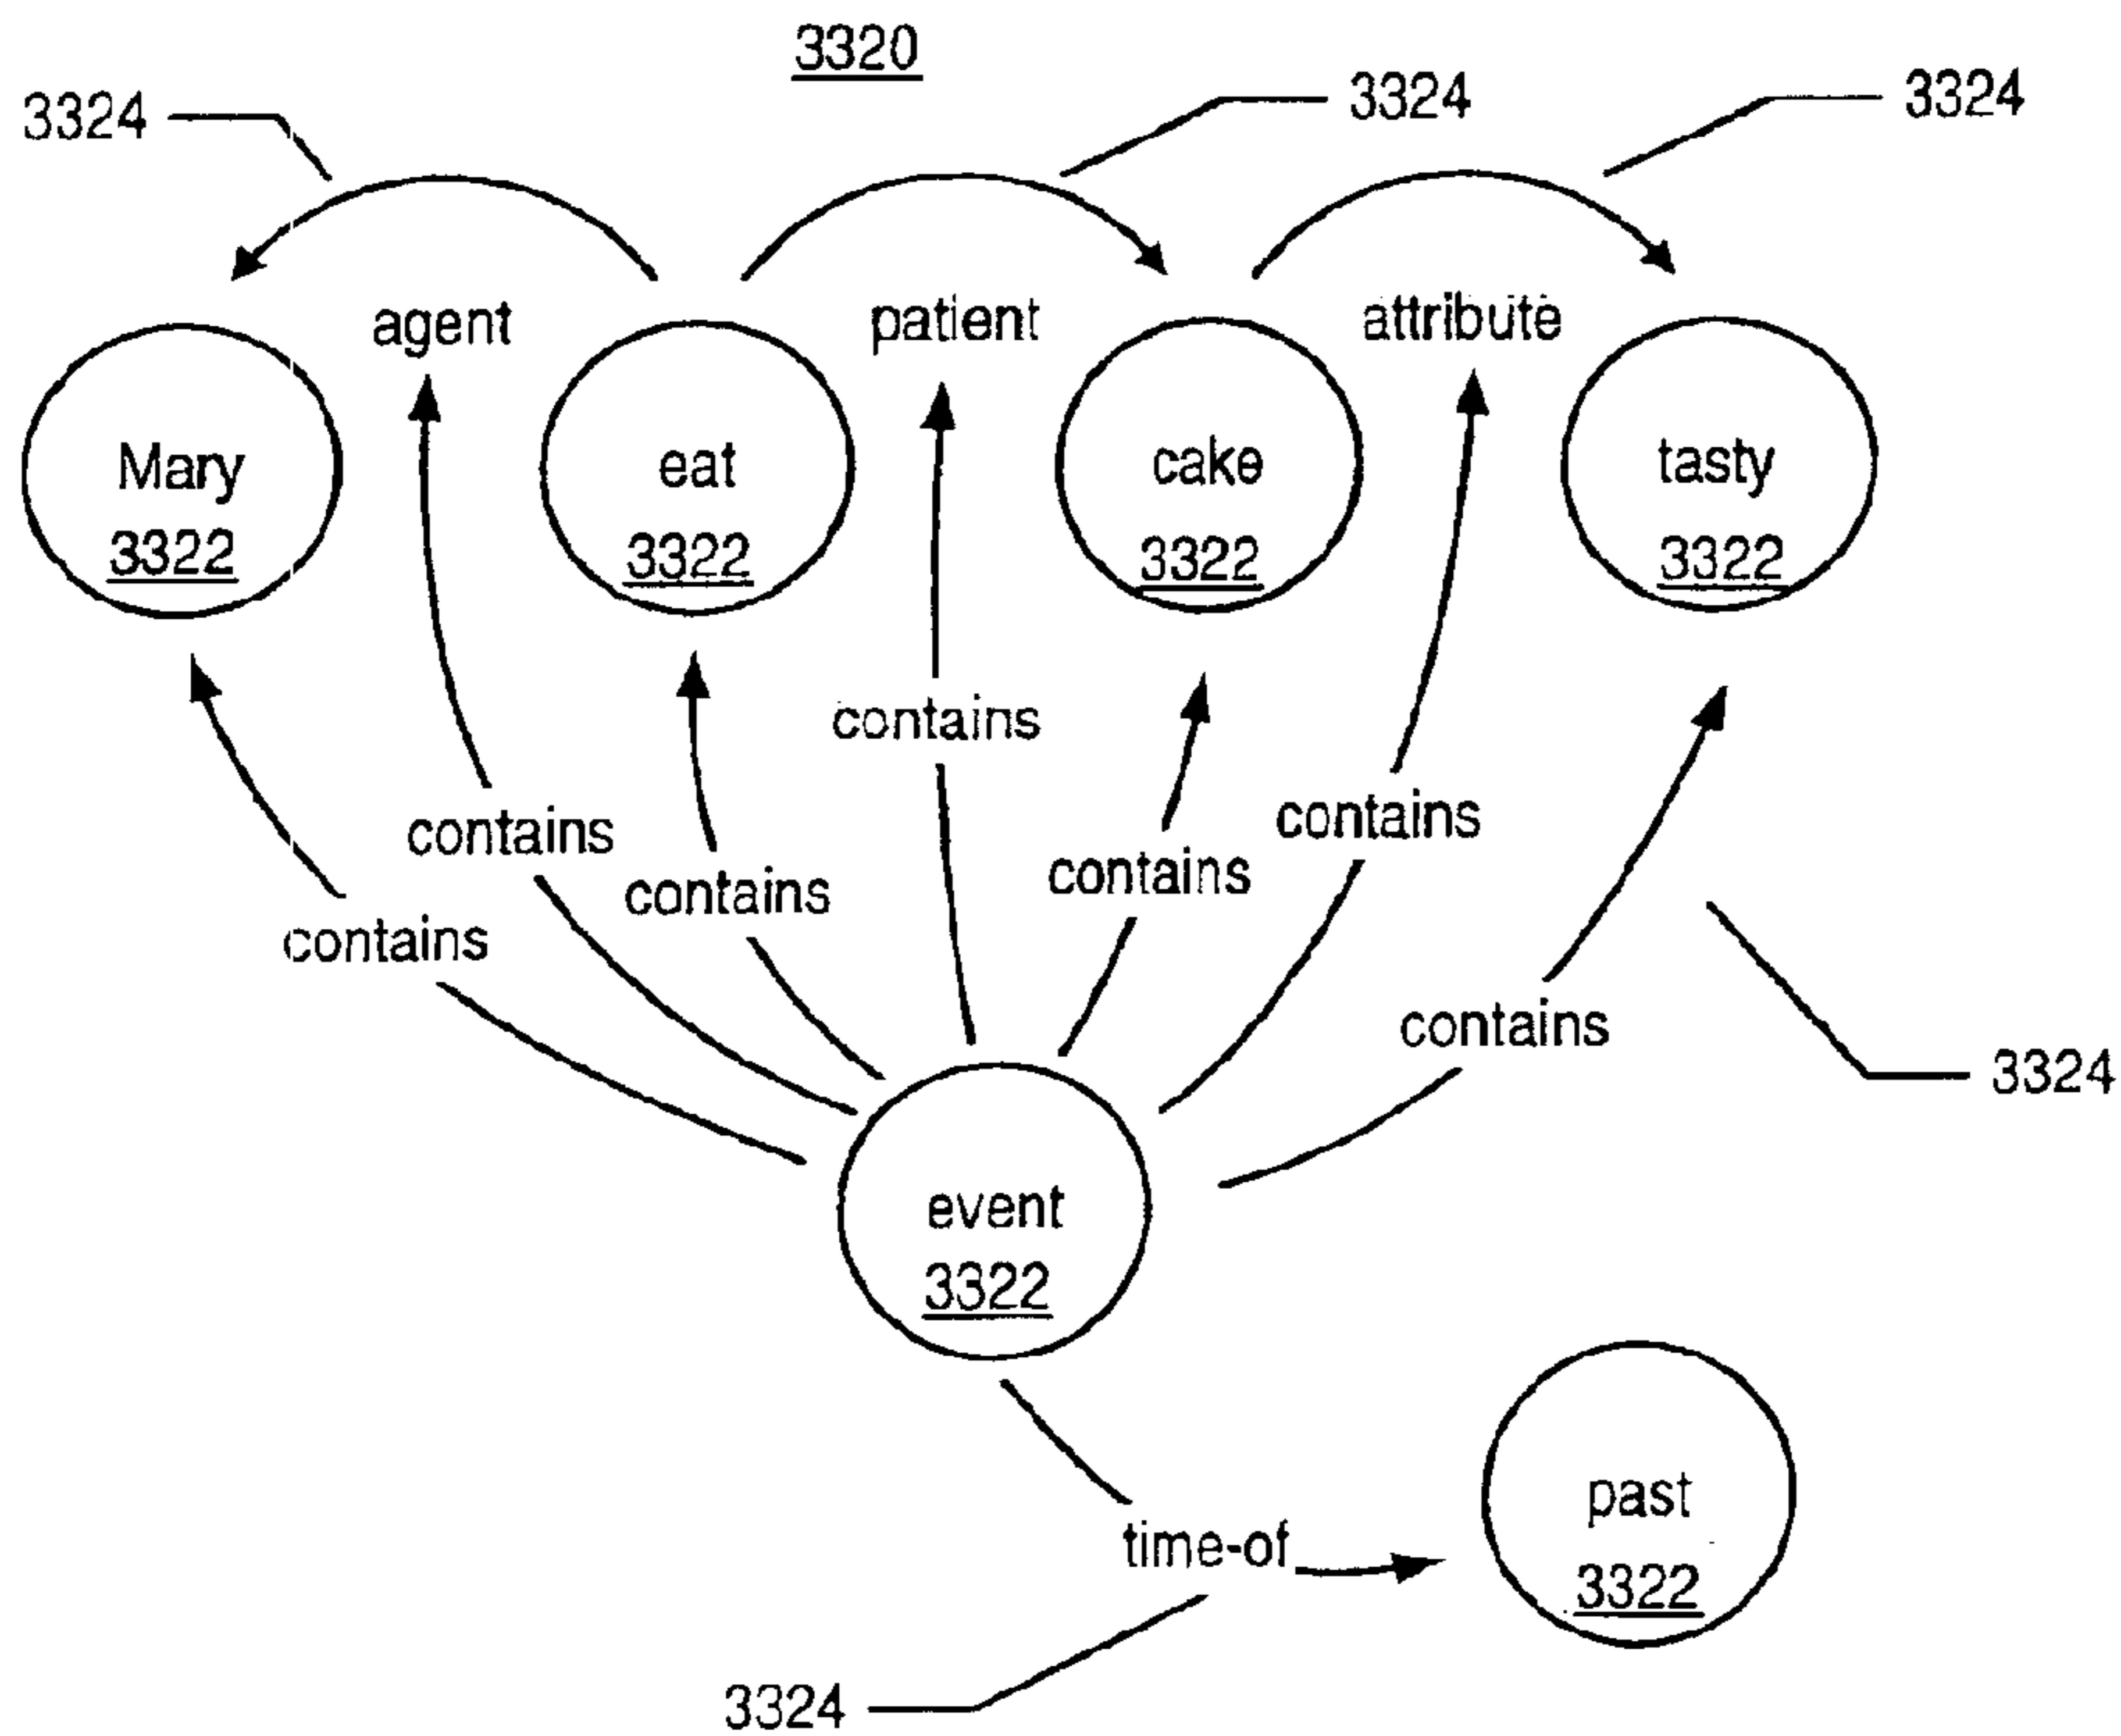 3320
3324
3324
3324
agent
patient
attribute
Mary
3322
eat
3322
cake
3322
tasty
3322
contains
contains
contains
contains
contains
contains
contains
3324
event
3322
past
3322
time-of
3324